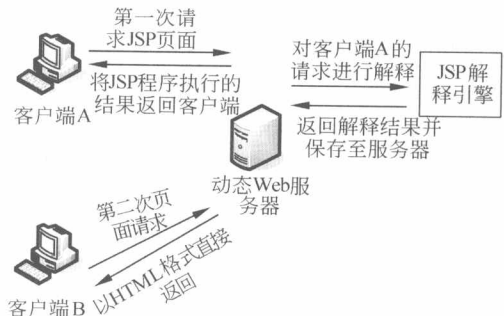 第一次请
求JSP页面
将JSP程序执行的
结果返回客户端
客户端A
对客户端A的
请求进行解释
JSP解
释引擎
返回解释结果并
保存至服务器
动态Web服
务器
第二次页
面请求
以HTML格式直接
返回
客户端B